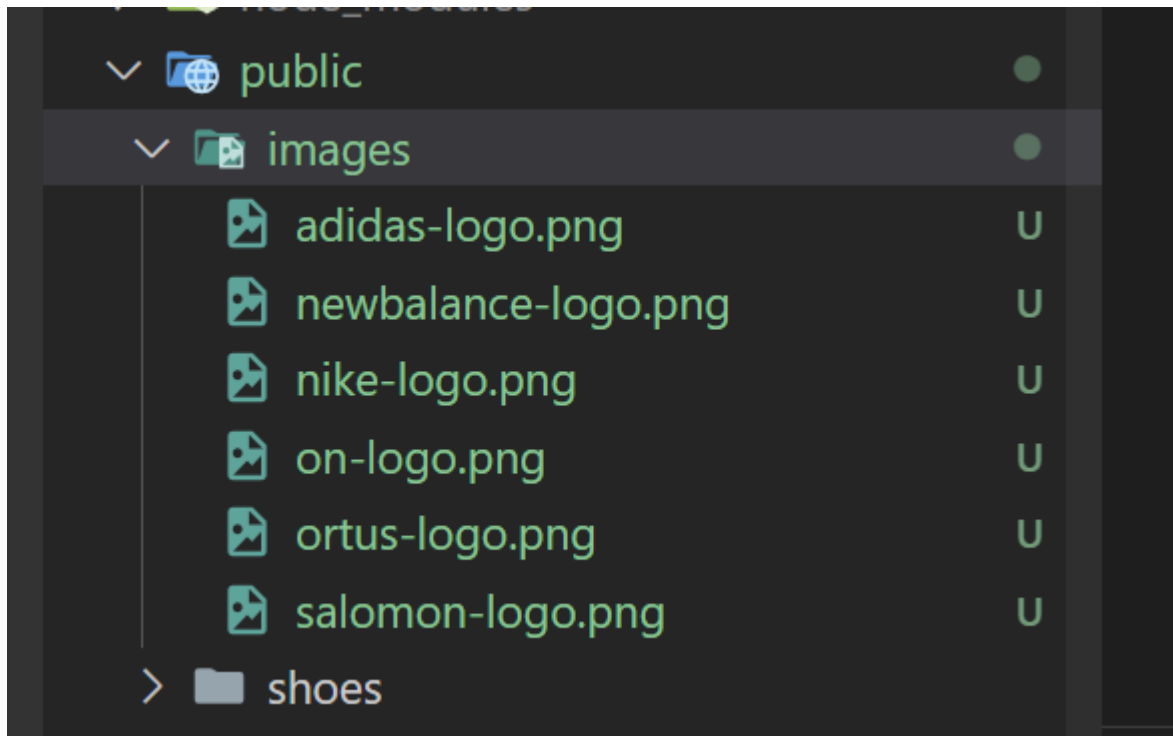 node_modules
public
images
adidas-logo.png U
newbalance-logo.png U
nike-logo.png U
on-logo.png U
ortus-logo.png U
salomon-logo.png U
shoes